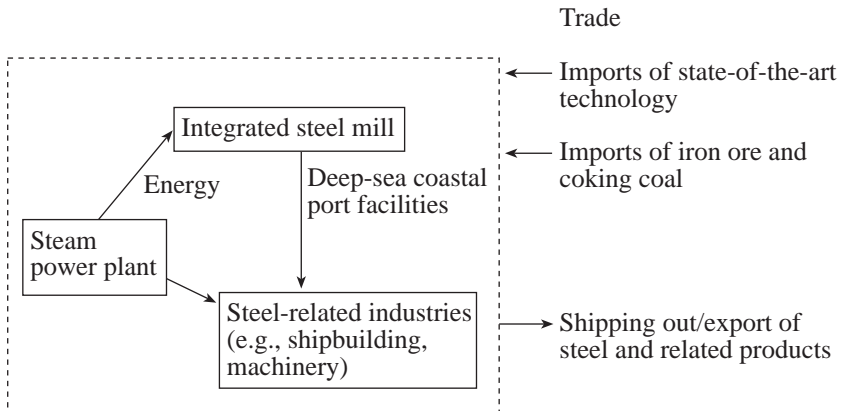 Trade
Imports of state-of-the-art
technology
Integrated steel mill
Imports of iron ore and
coking coal
Energy
Deep-sea coastal
port facilities
Steam
power plant
Steel-related industries
(e.g., shipbuilding,
machinery)
Shipping out/export of
steel and related products